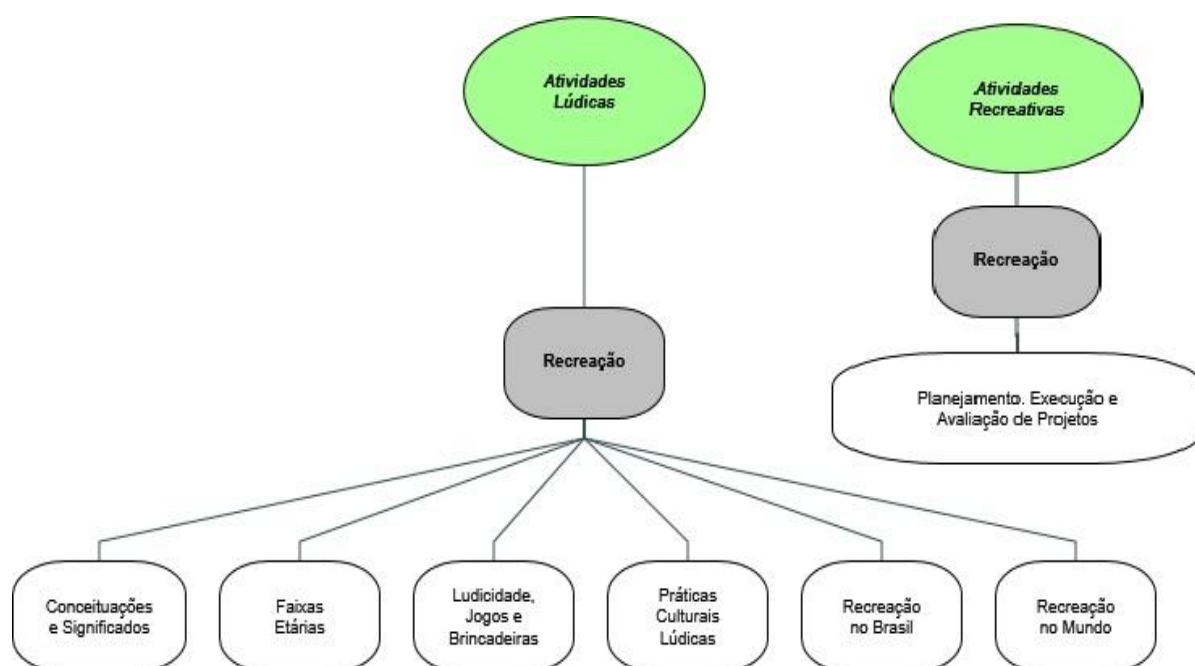 Atividades
Lúdicas
Atividades
Recreativas
Recreação
Recreação
Planejamento. Execução e
Avaliação de Projetos
Conceituações
e Significados
Faixas
Etárias
Ludicidade,
Jogos e
Brincadeiras
Práticas
Culturais
Lúdicas
Recreação
no Brasil
Recreação
no Mundo